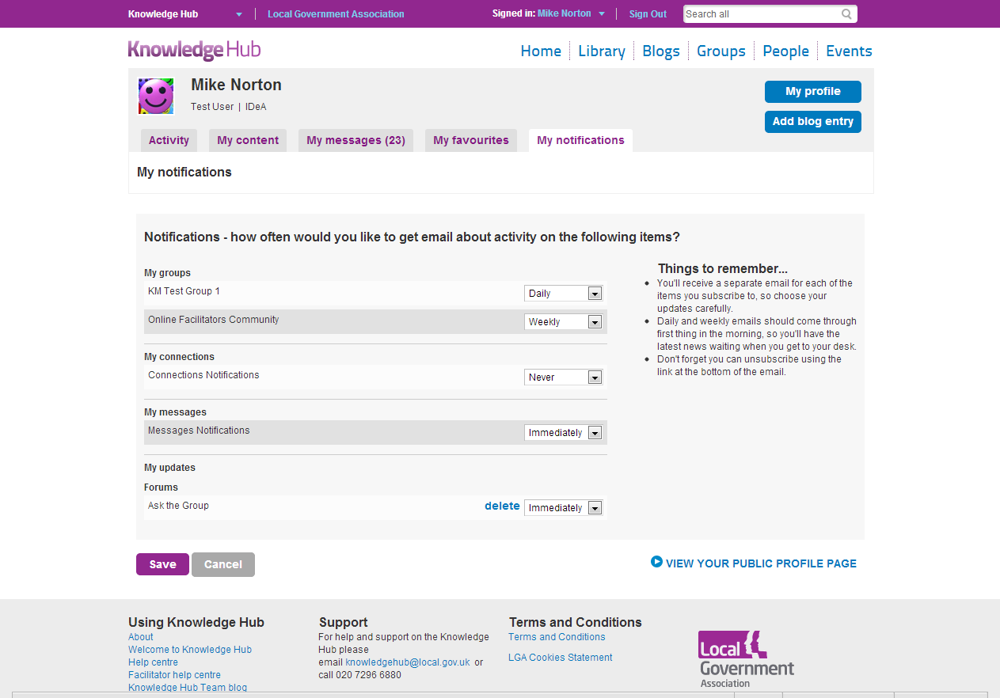 Knowledge Hub
Local Government Association
Signed in: Mike Norton
Sign Out
Search all
Knowledge Hub
Home Library Blogs Groups People Events
Mike Norton
Test User | IDeA
My profile
Add blog entry
Activity
My content
My messages (23)
My favourites
My notifications
My notifications
Notifications - how often would you like to get email about activity on the following items?
My groups
KM Test Group 1 Daily
Online Facilitators Community Weekly
My connections
Connections Notifications Never
My messages
Messages Notifications Immediately
My updates
Forums
Ask the Group delete Immediately
Things to remember...
You'll receive a separate email for each of the
items you subscribe to, so choose your
updates carefully.
Daily and weekly emails should come through
first thing in the morning, so you'll have the
latest news waiting when you get to your desk.
Don't forget you can unsubscribe using the
link at the bottom of the email.
Save
Cancel
VIEW YOUR PUBLIC PROFILE PAGE
Using Knowledge Hub
About
Welcome to Knowledge Hub
Help centre
Facilitator help centre
Knowledge Hub Team blog
Support
For help and support on the Knowledge
Hub please
email knowledgehub@local.gov.uk or
call 020 7296 6880
Terms and Conditions
Terms and Conditions
LGA Cookies Statement
Local
Government
Association